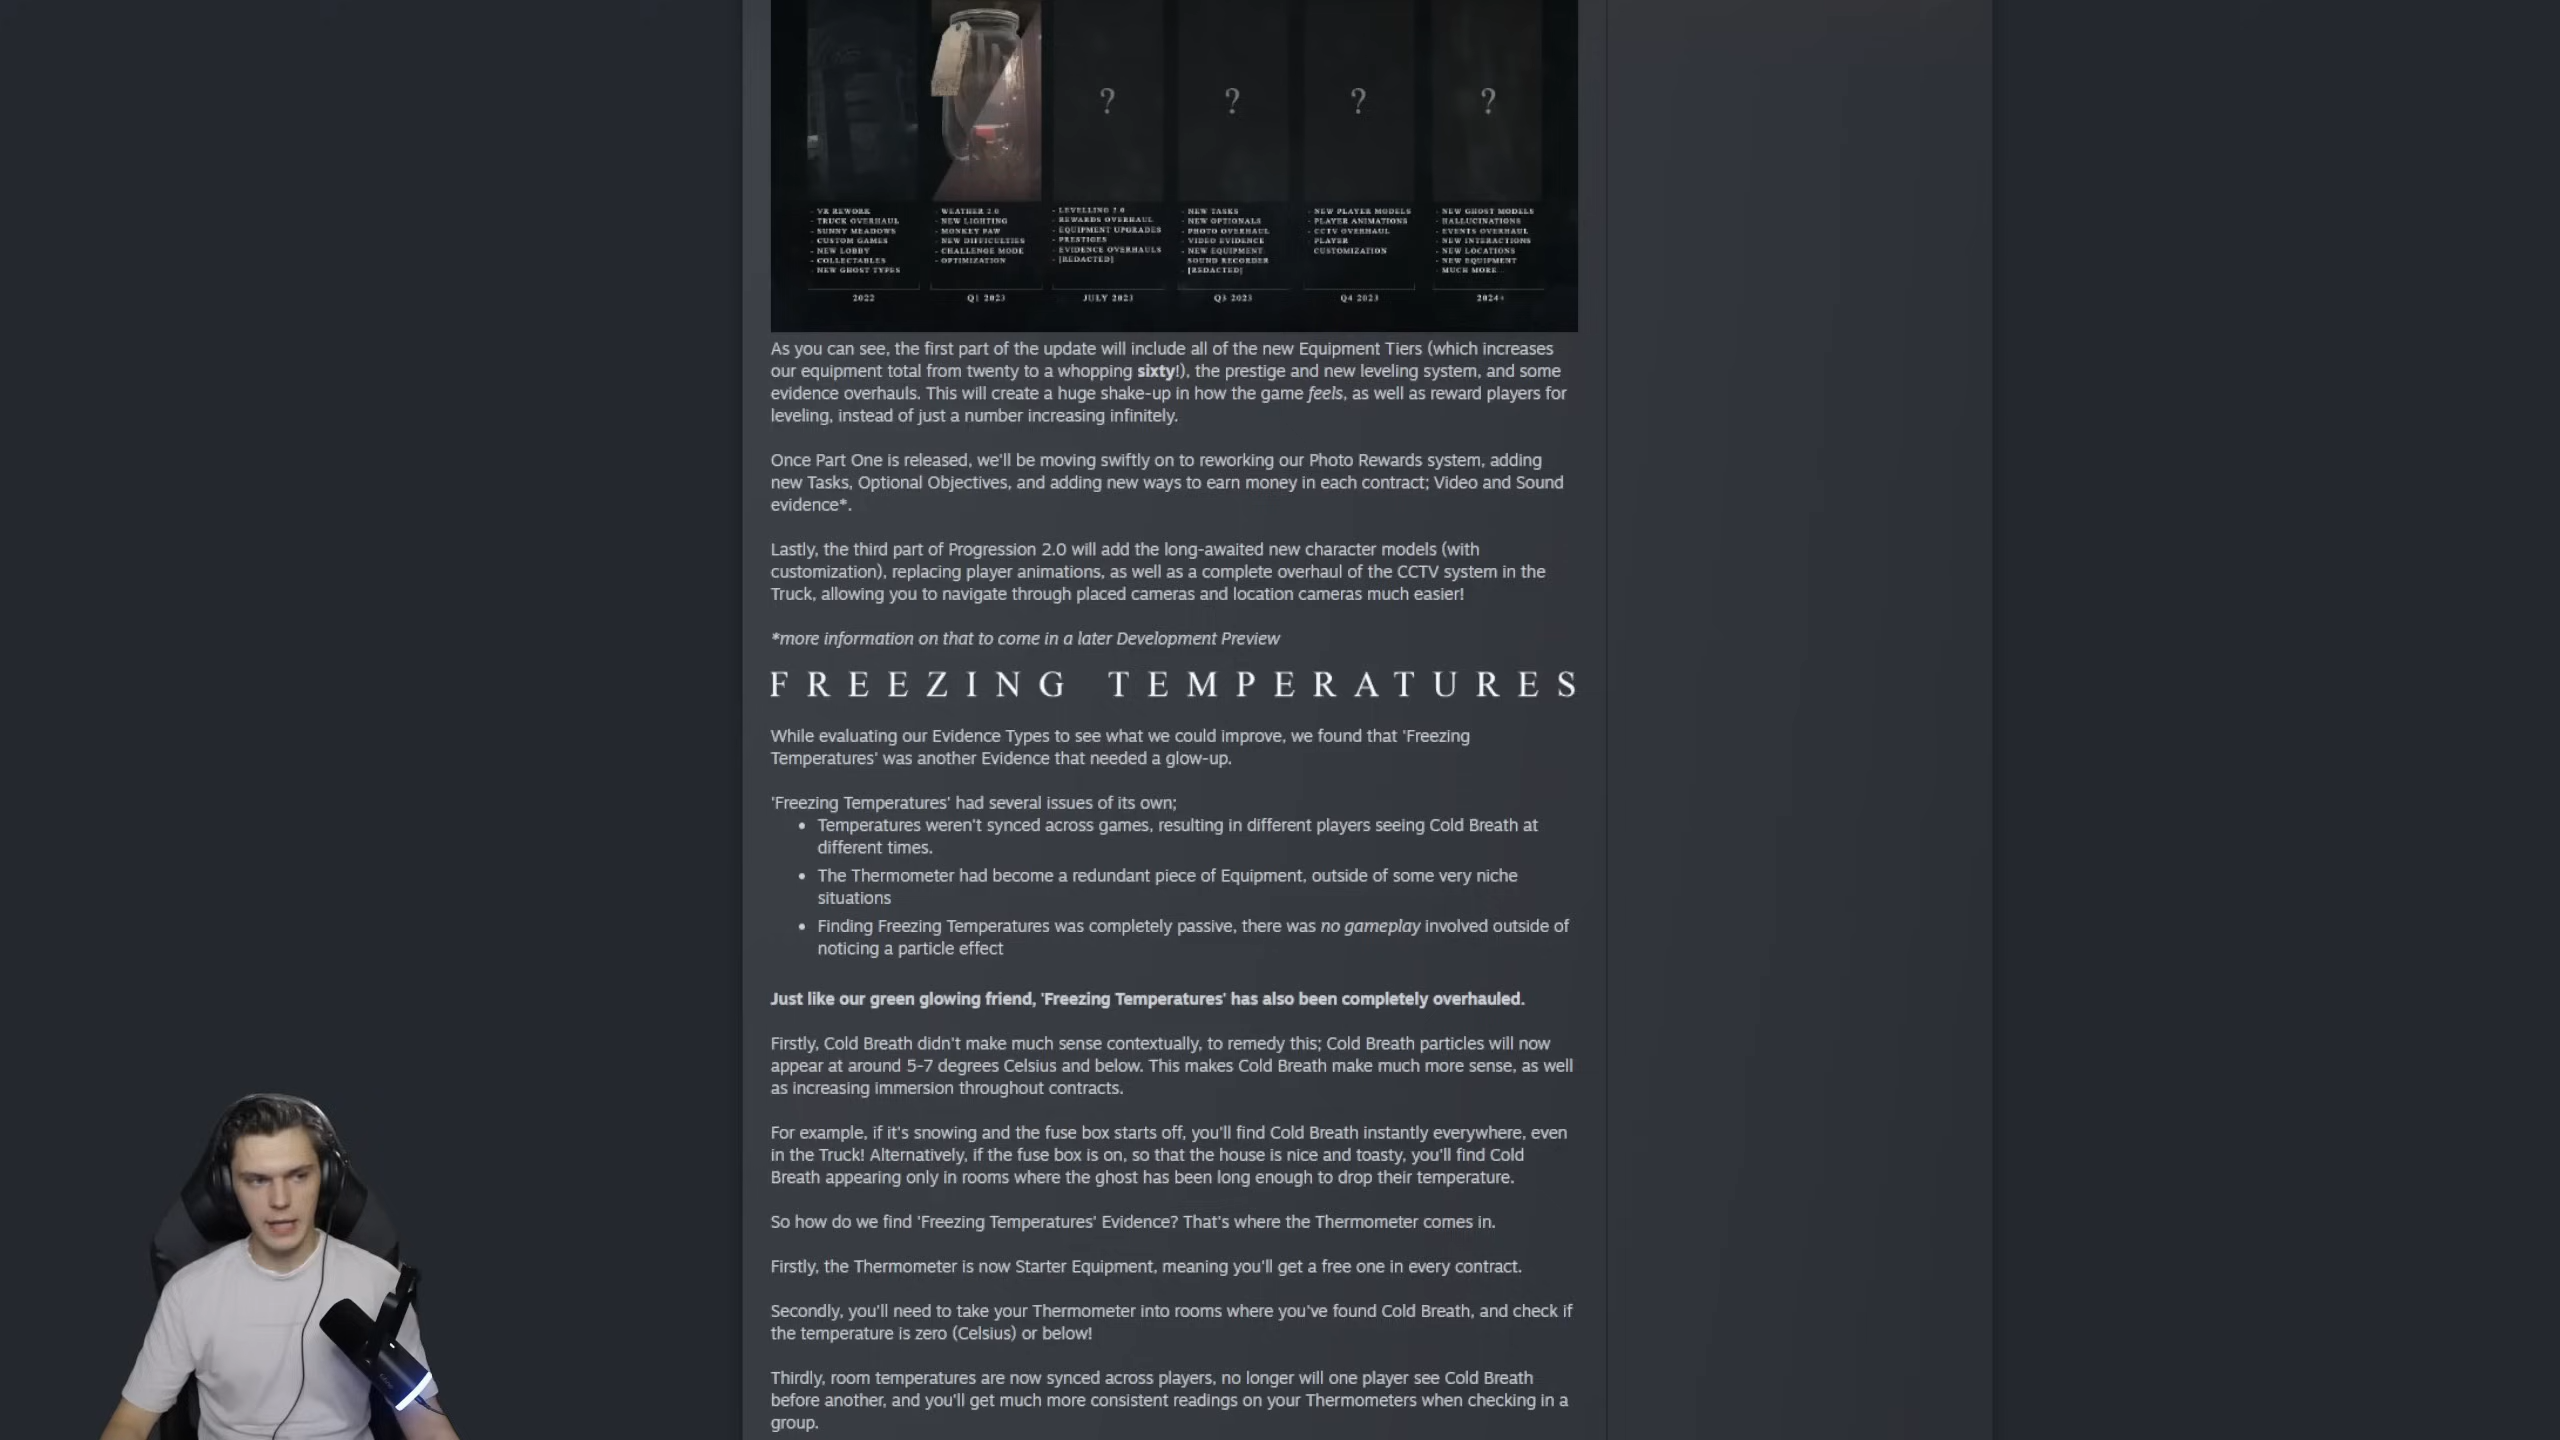 ?
?
?
?
- VR REWORK
- TRUCK OVERHAUL
- SUNNY MEADOWS
- CUSTOM GAMES
- NEW LOBBY
- COLLECTABLES
- NEW GHOST TYPES
2022
- WEATHER 2.0
- NEW LIGHTING
- MONKEY PAW
- NEW DIFFICULTIES
- CHALLENGE MODE
- OPTIMIZATION
Q1 2023
- LEVELLING 2.0
- REWARDS OVERHAUL
- EQUIPMENT UPGRADES
- PRESTIGES
- EVIDENCE OVERHAULS
- [REDACTED]
JULY 2023
- NEW TASKS
- NEW OPTIONALS
- PHOTO OVERHAUL
- VIDEO EVIDENCE
- NEW EQUIPMENT
SOUND RECORDER
- [REDACTED]
Q3 2023
- NEW PLAYER MODELS
- PLAYER ANIMATIONS
- CCTV OVERHAUL
- PLAYER
CUSTOMIZATION
Q4 2023
- NEW GHOST MODELS
- HALLUCINATIONS
- EVENTS OVERHAUL
- NEW INTERACTIONS
- NEW LOCATIONS
- NEW EQUIPMENT
- MUCH MORE...
2024+
As you can see, the first part of the update will include all of the new Equipment Tiers (which increases
our equipment total from twenty to a whopping sixty!), the prestige and new leveling system, and some
evidence overhauls. This will create a huge shake-up in how the game feels, as well as reward players for
leveling, instead of just a number increasing infinitely.
Once Part One is released, we'll be moving swiftly on to reworking our Photo Rewards system, adding
new Tasks, Optional Objectives, and adding new ways to earn money in each contract; Video and Sound
evidence*.
Lastly, the third part of Progression 2.0 will add the long-awaited new character models (with
customization), replacing player animations, as well as a complete overhaul of the CCTV system in the
Truck, allowing you to navigate through placed cameras and location cameras much easier!
*more information on that to come in a later Development Preview
FREEZING TEMPERATURES
While evaluating our Evidence Types to see what we could improve, we found that 'Freezing
Temperatures' was another Evidence that needed a glow-up.
'Freezing Temperatures' had several issues of its own;
• Temperatures weren't synced across games, resulting in different players seeing Cold Breath at
different times.
• The Thermometer had become a redundant piece of Equipment, outside of some very niche
situations
• Finding Freezing Temperatures was completely passive, there was no gameplay involved outside of
noticing a particle effect
Just like our green glowing friend, 'Freezing Temperatures' has also been completely overhauled.
Firstly, Cold Breath didn't make much sense contextually, to remedy this; Cold Breath particles will now
appear at around 5-7 degrees Celsius and below. This makes Cold Breath make much more sense, as well
as increasing immersion throughout contracts.
For example, if it's snowing and the fuse box starts off, you'll find Cold Breath instantly everywhere, even
in the Truck! Alternatively, if the fuse box is on, so that the house is nice and toasty, you'll find Cold
Breath appearing only in rooms where the ghost has been long enough to drop their temperature.
So how do we find 'Freezing Temperatures' Evidence? That's where the Thermometer comes in.
Firstly, the Thermometer is now Starter Equipment, meaning you'll get a free one in every contract.
Secondly, you'll need to take your Thermometer into rooms where you've found Cold Breath, and check if
the temperature is zero (Celsius) or below!
Thirdly, room temperatures are now synced across players, no longer will one player see Cold Breath
before another, and you'll get much more consistent readings on your Thermometers when checking in a
group.